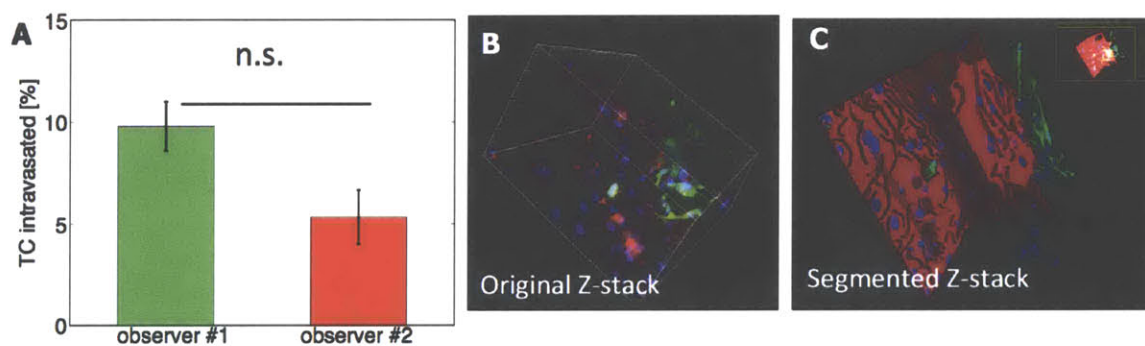 A
15
10
5
0
TC intravasated [%]
n.s.
observer #1
observer #2
B
Original Z-stack
C
Segmented Z-stack